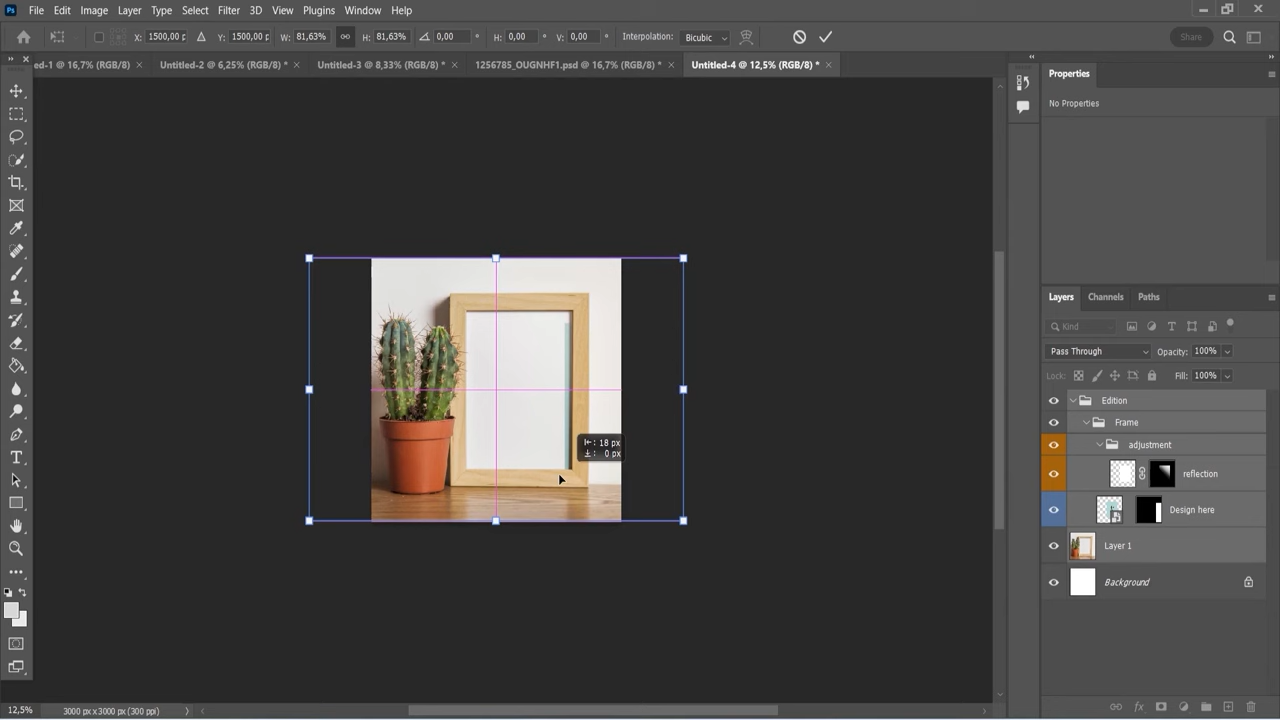 Ps File Edit Image Layer Type Select Filter 3D View Plugins Window Help
X: 1500,00 p Y: 1500,00 p W: 81,63% H: 81,63% 0,00 ° H: 0,00 ° V: 0,00 ° Interpolation: Bicubic Share
ed-1 @ 16,7% (RGB/8) × Untitled-2 @ 6,25% (RGB/8) * × Untitled-3 @ 8,33% (RGB/8) * × 1256785_OUGNHF1.psd @ 16,7% (RGB/8) * × Untitled-4 @ 12,5% (RGB/8) * ×
Properties
No Properties
Layers Channels Paths
Kind
Pass Through Opacity: 100%
Lock: Fill: 100%
Edition
Frame
adjustment
reflection
Design here
Layer 1
Background
18 px
0 px
12,5% 3000 px x 3000 px (300 ppi)